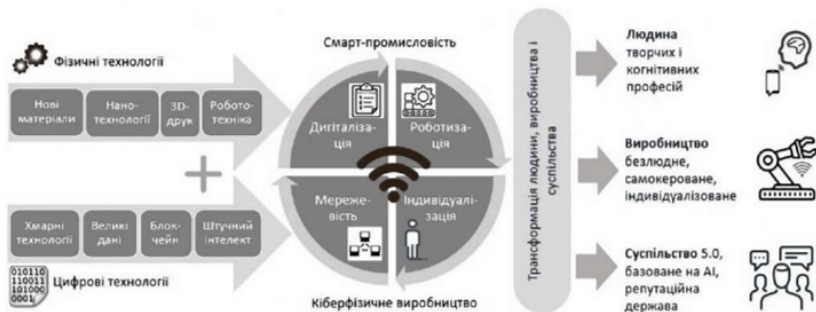 Фізичні технології
Нові
матеріали
Нано-
технології
3D-
друк
Робото-
техніка
Хмарні
технології
Великі
дані
Блок-
чейн
Штучний
інтелект
010110
110011
101000
0001
Цифрові технології
Смарт-промисловість
Дигіталіза-
ція
Роботиза-
ція
Мереже-
вість
Індивідуалі-
зація
Кіберфізичне виробництво
Трансформація людини, виробництва і
суспільства
Людина
творчих і
когнітивних
професій
Виробництво
безлюдне,
самокероване,
індивідуалізоване
Суспільство 5.0,
базоване на АІ,
репутаційна
держава